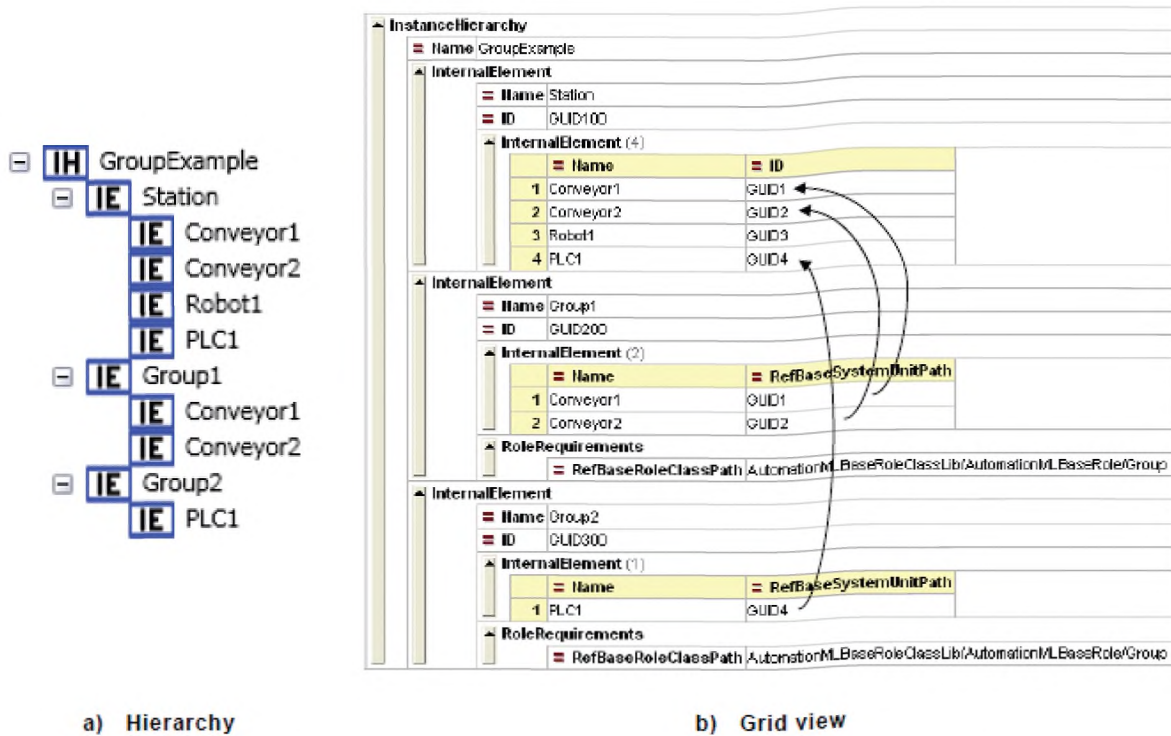 IH GroupExample
IE Station
IE Conveyor1
IE Conveyor2
IE Robot1
IE PLC1
IE Group1
IE Conveyor1
IE Conveyor2
IE Group2
IE PLC1
a) Hierarchy
InstanceHierarchy
= Name GroupExample
InternalElement
= Name Station
= ID GUID100
InternalElement (4)
= Name = ID
1 Conveyor1 GUID1
2 Conveyor2 GUID2
3 Robot1 GUID3
4 PLC1 GUID4
InternalElement
= Name Group1
= ID GUID200
InternalElement (2)
= Name = RefBaseSystemUnitPath
1 Conveyor1 GUID1
2 Conveyor2 GUID2
RoleRequirements
= RefBaseRoleClassPath AutomationMLBaseRoleClassLib/AutomationMLBaseRole/Group
InternalElement
= Name Group2
= ID GUID300
InternalElement (1)
= Name = RefBaseSystemUnitPath
1 PLC1 GUID4
RoleRequirements
= RefBaseRoleClassPath AutomationMLBaseRoleClassLib/AutomationMLBaseRole/Group
b) Grid view